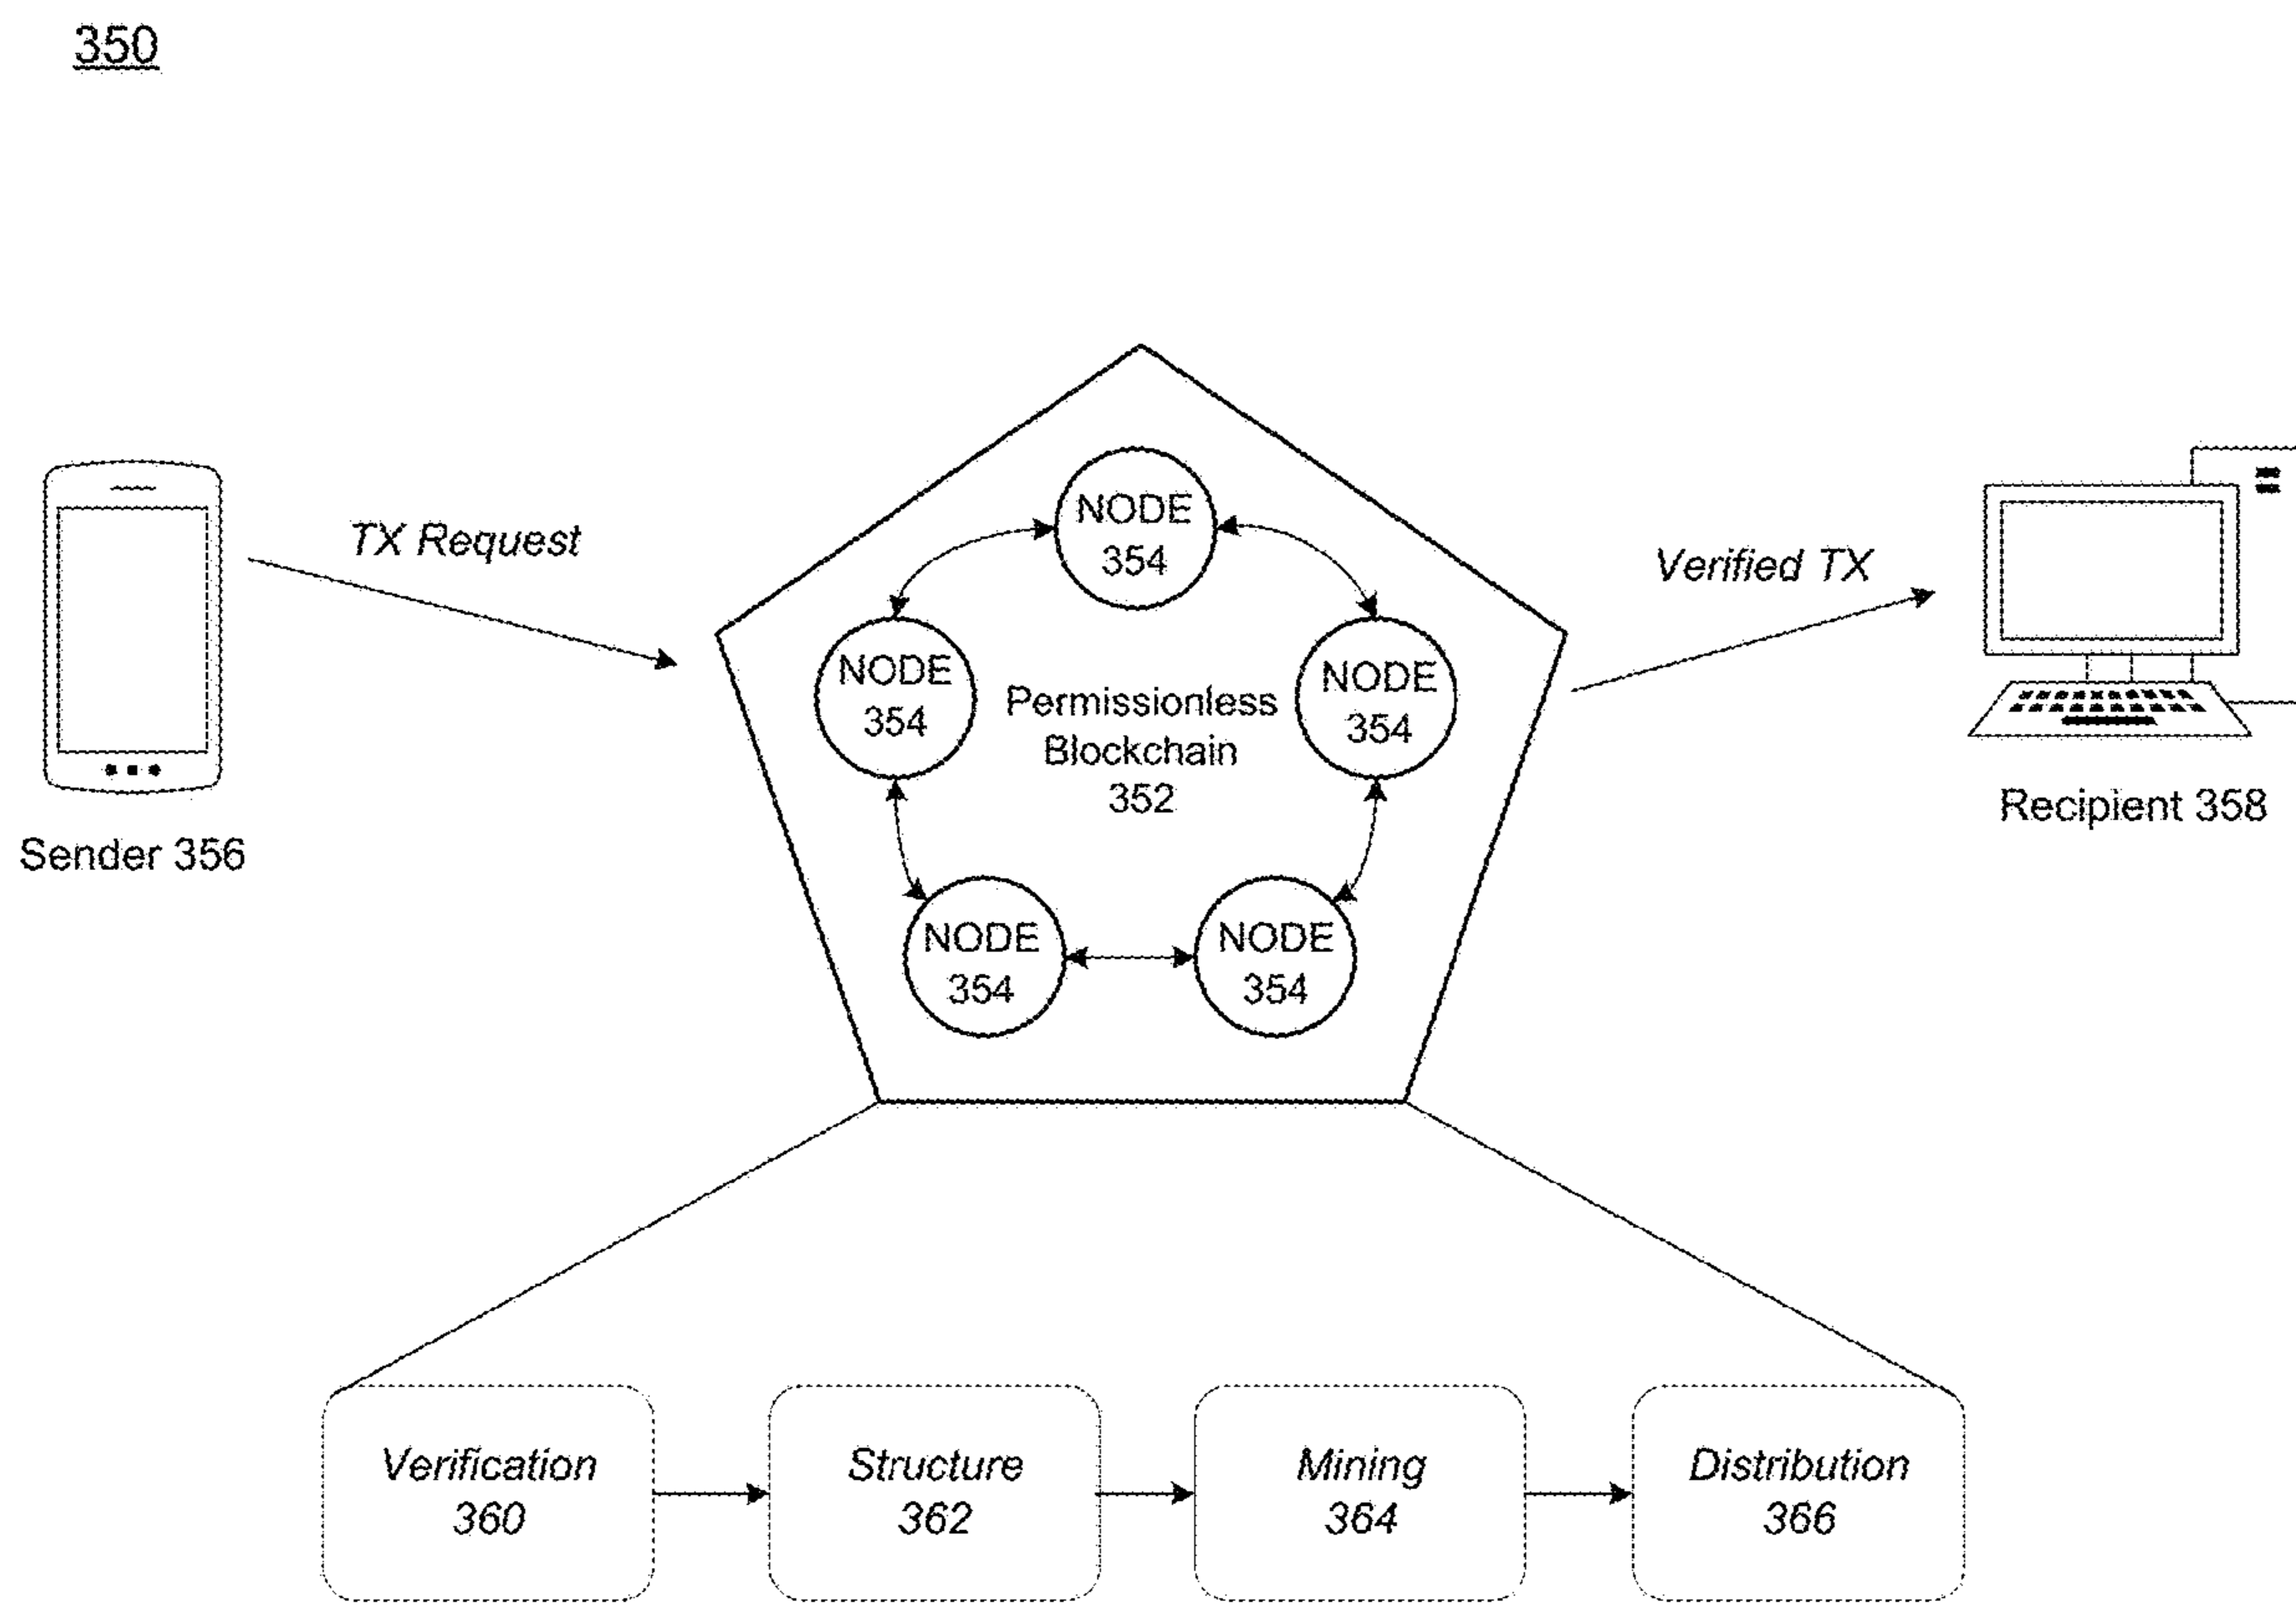 350
TX Request
Sender 356
NODE
354
NODE
354
NODE
354
Permissionless
Blockchain
352
NODE
354
NODE
354
Verified TX
Recipient 358
Verification
360
Structure
362
Mining
364
Distribution
366